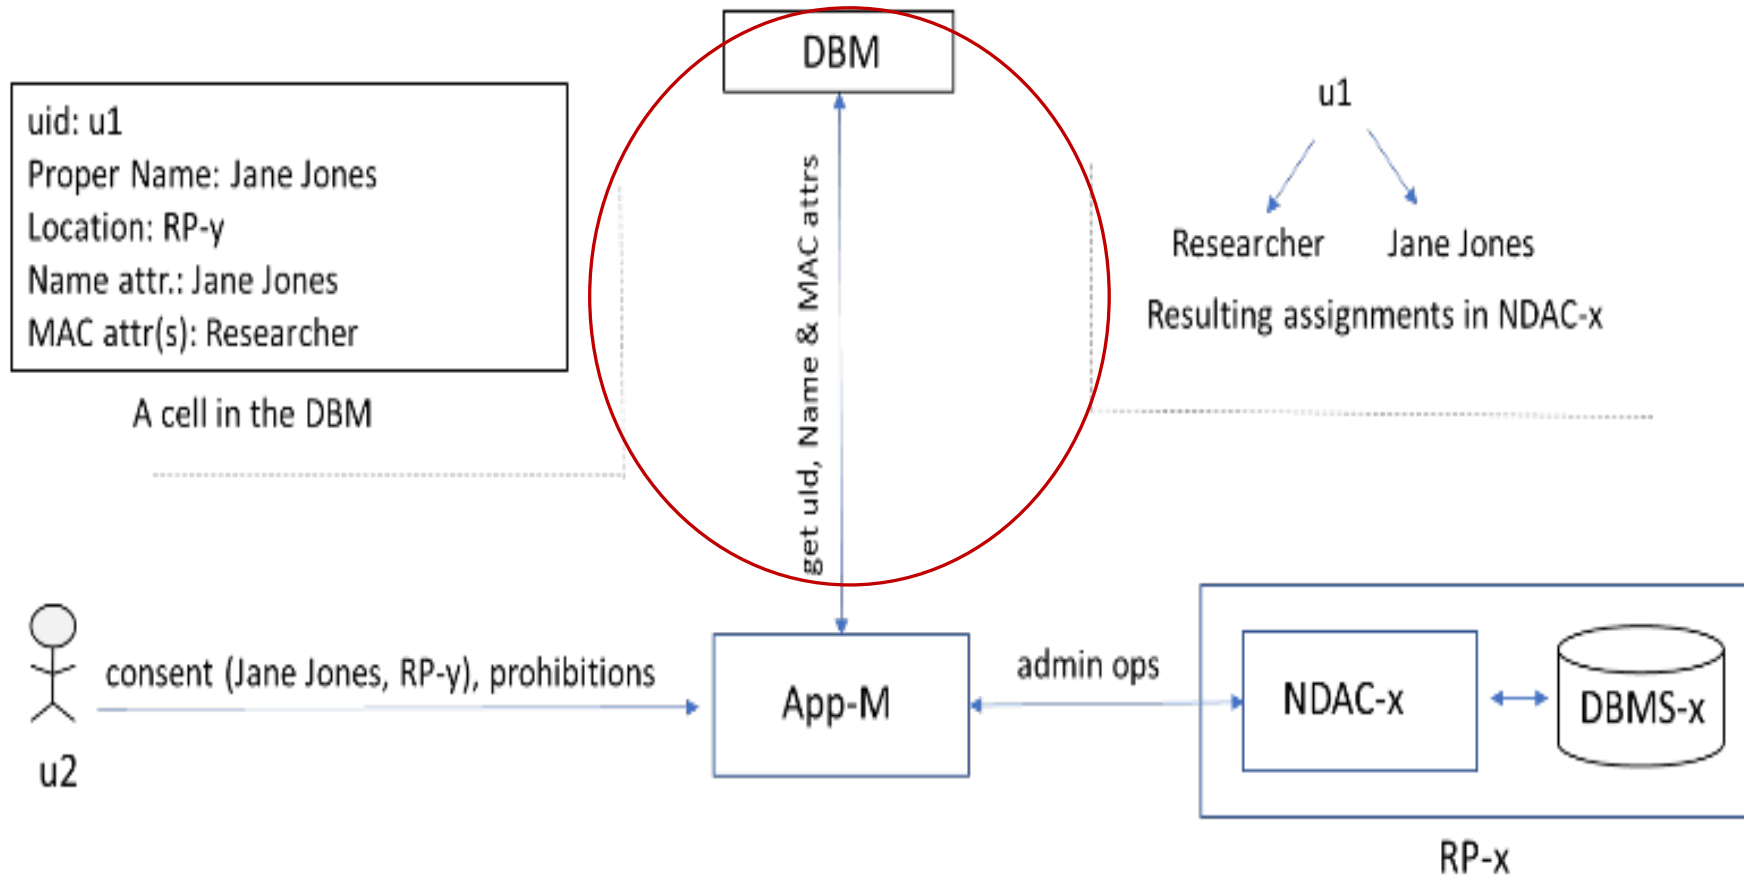 DBM
uid: u1
Proper Name: Jane Jones
Location: RP-y
Name attr.: Jane Jones
MAC attr(s): Researcher
A cell in the DBM
get uId, Name & MAC attrs
u1
Researcher
Jane Jones
Resulting assignments in NDAC-x
consent (Jane Jones, RP-y), prohibitions
u2
App-M
admin ops
NDAC-x
DBMS-x
RP-x